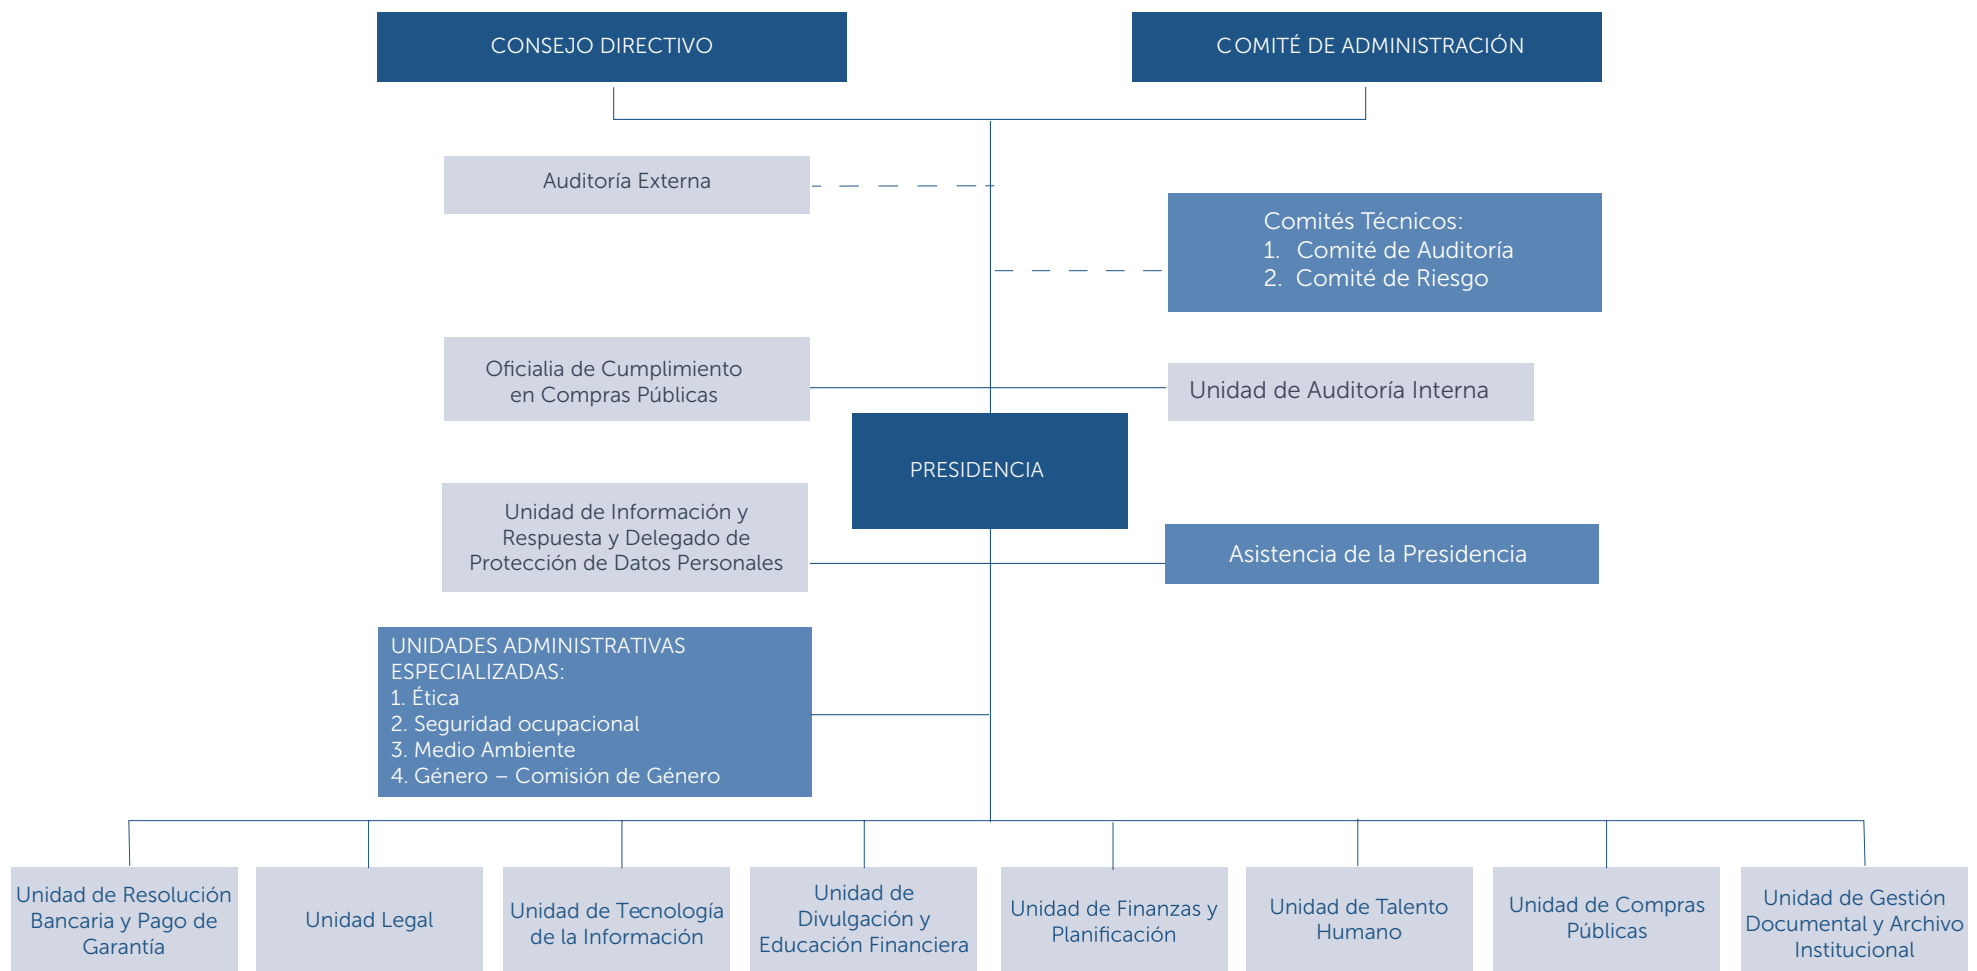 CONSEJO DIRECTIVO
COMITÉ DE ADMINISTRACIÓN
Auditoría Externa
Comités Técnicos:
1. Comité de Auditoría
2. Comité de Riesgo
Oficialia de Cumplimiento
en Compras Públicas
Unidad de Auditoría Interna
PRESIDENCIA
Unidad de Información y
Respuesta y Delegado de
Protección de Datos Personales
Asistencia de la Presidencia
UNIDADES ADMINISTRATIVAS
ESPECIALIZADAS:
1. Ética
2. Seguridad ocupacional
3. Medio Ambiente
4. Género – Comisión de Género
Unidad de Resolución
Bancaria y Pago de
Garantía
Unidad Legal
Unidad de Tecnología
de la Información
Unidad de
Divulgación y
Educación Financiera
Unidad de Finanzas y
Planificación
Unidad de Talento
Humano
Unidad de Compras
Públicas
Unidad de Gestión
Documental y Archivo
Institucional